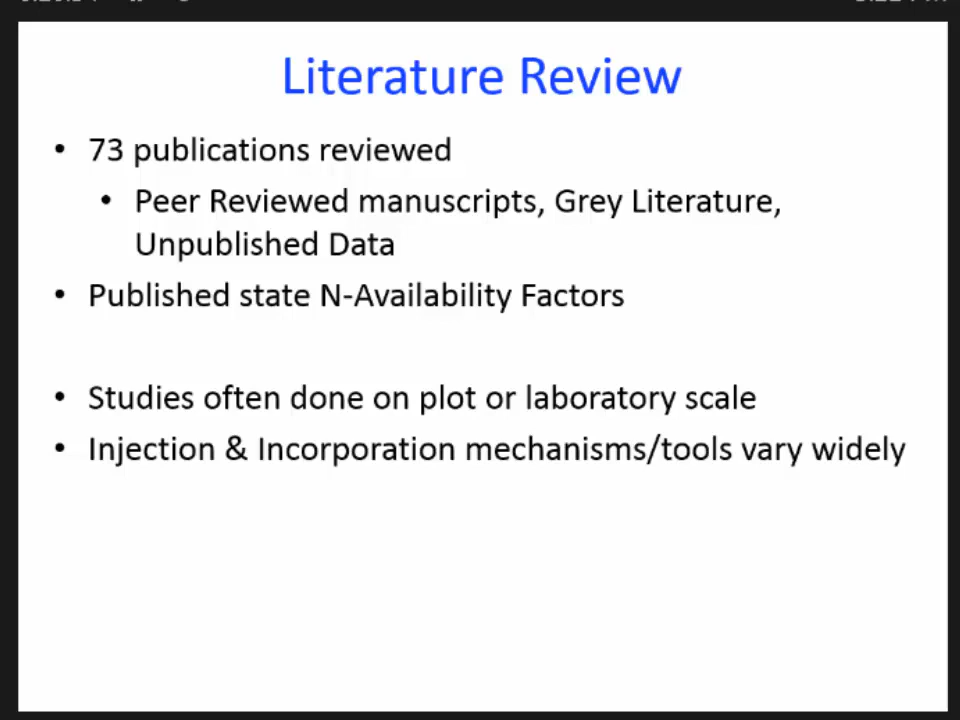 Literature Review
• 73 publications reviewed
• Peer Reviewed manuscripts, Grey Literature,
Unpublished Data
• Published state N-Availability Factors
• Studies often done on plot or laboratory scale
• Injection & Incorporation mechanisms/tools vary widely